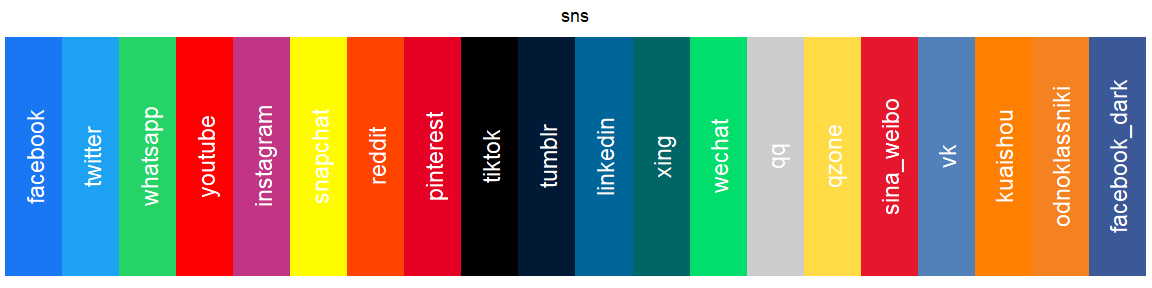 sns
facebook
twitter
whatsapp
youtube
instagram
snapchat
reddit
pinterest
tiktok
tumblr
linkedin
xing
wechat
qq
qzone
sina_weibo
vk
kuaishou
odnoklassniki
facebook_dark